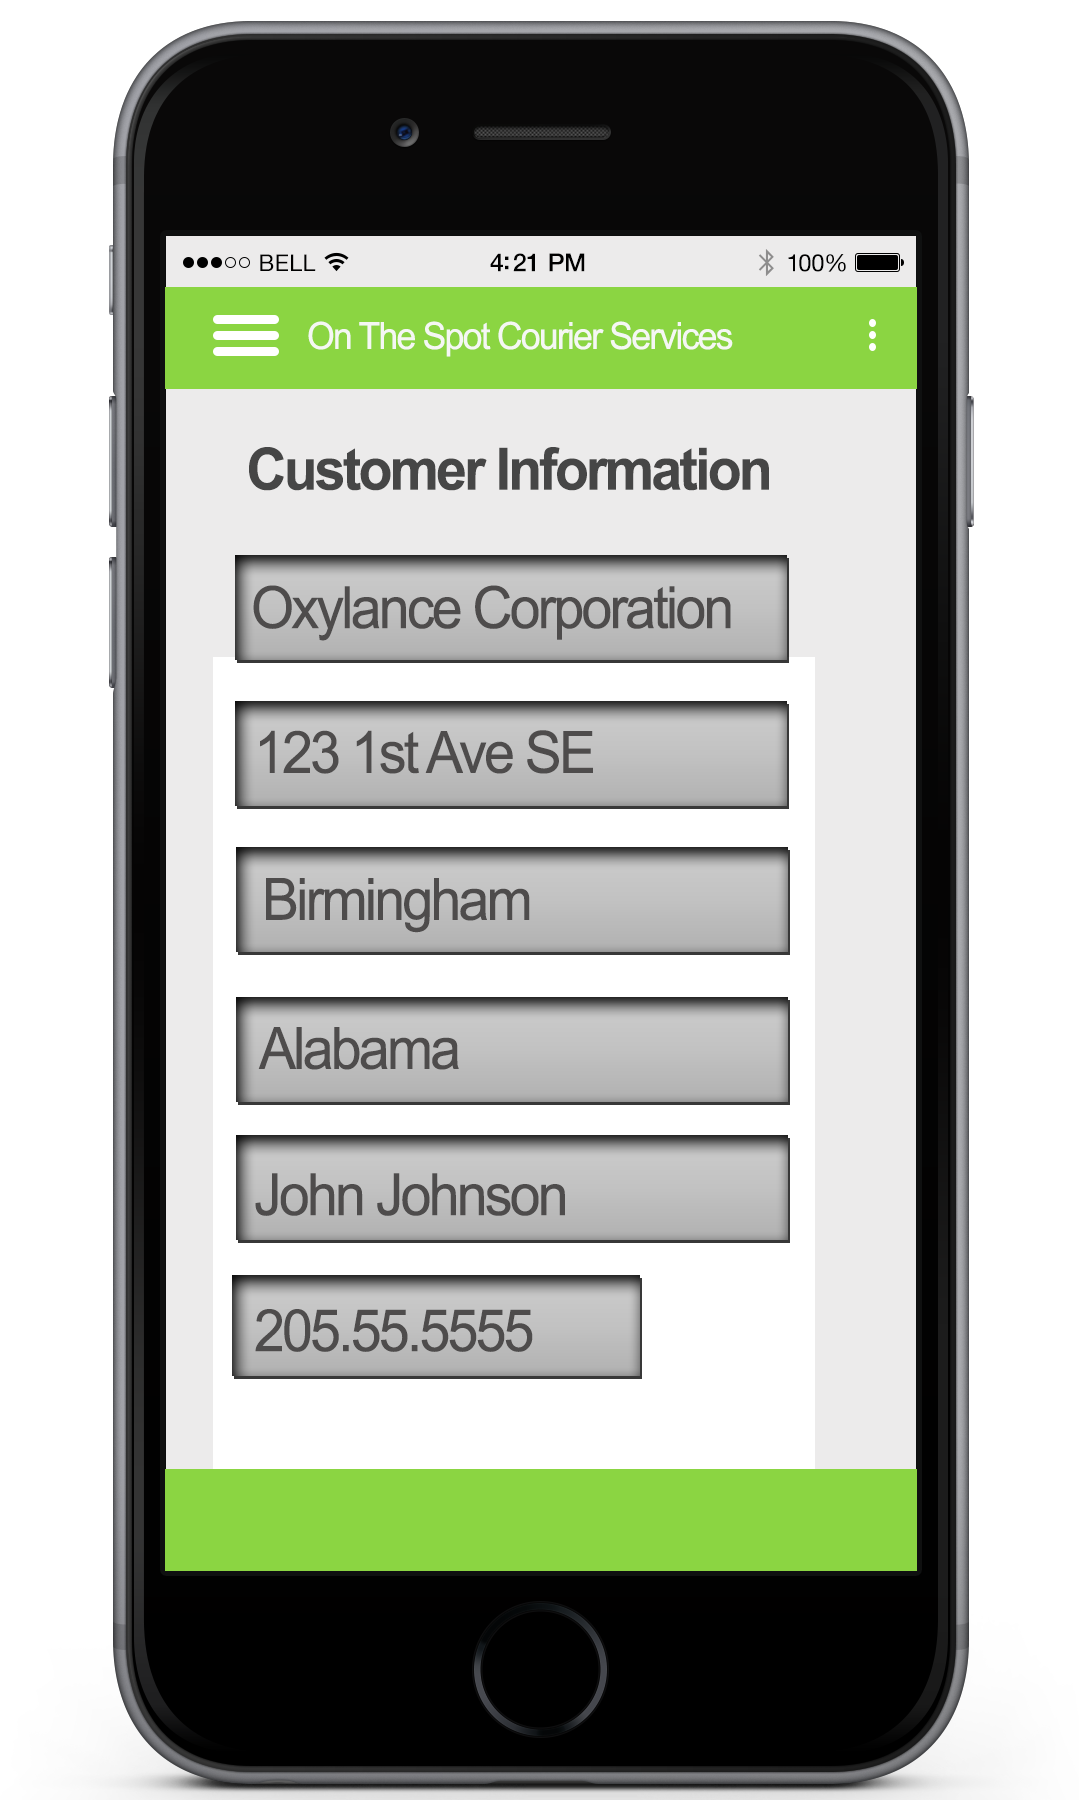 BELL 4:21 PM 100%
On The Spot Courier Services
Customer Information
Oxylance Corporation
123 1st Ave SE
Birmingham
Alabama
John Johnson
205.55.5555